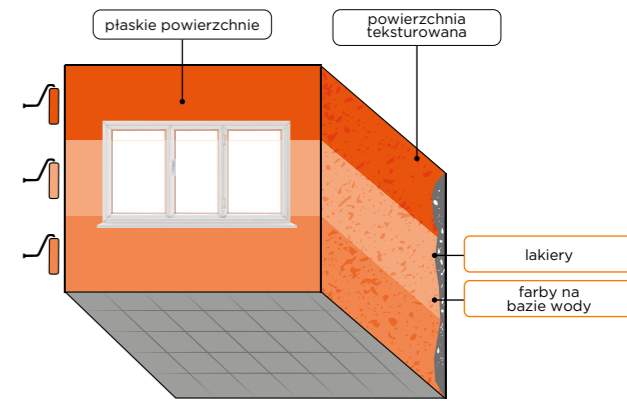 płaskie powierzchnie
powierzchnia
teksturowana
lakiery
farby na
bazie wody